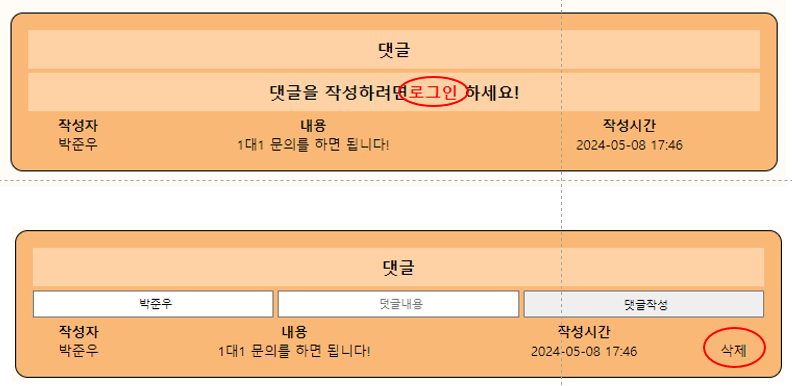 댓글
댓글을 작성하려면로그인 하세요!
작성자 내용 작성시간
박준우 1대1 문의를 하면 됩니다! 2024-05-08 17:46
댓글
박준우 덧글내용 댓글작성
작성자 내용 작성시간
박준우 1대1 문의를 하면 됩니다! 2024-05-08 17:46 삭제